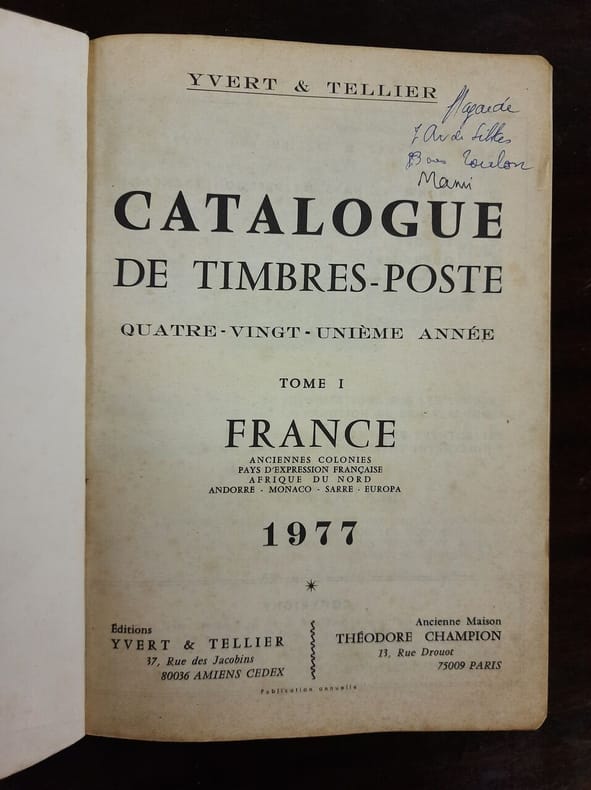 YVERT & TELLIER
Toulon
Mami
CATALOGUE
DE TIMBRES-POSTE
QUATRE-VINGT-UNIÈME ANNÉE
TOME I
FRANCE
ANCIENNES COLONIES
PAYS D'EXPRESSION FRANÇAISE
AFRIQUE DU NORD
ANDORRE - MONACO - SARRE - EUROPA
1977
Éditions
YVERT & TELLIER
37, Rue des Jacobins
80036 AMIENS CEDEX
Ancienne Maison
THÉODORE CHAMPION
13, Rue Drouot
75009 PARIS
Publication annuelle